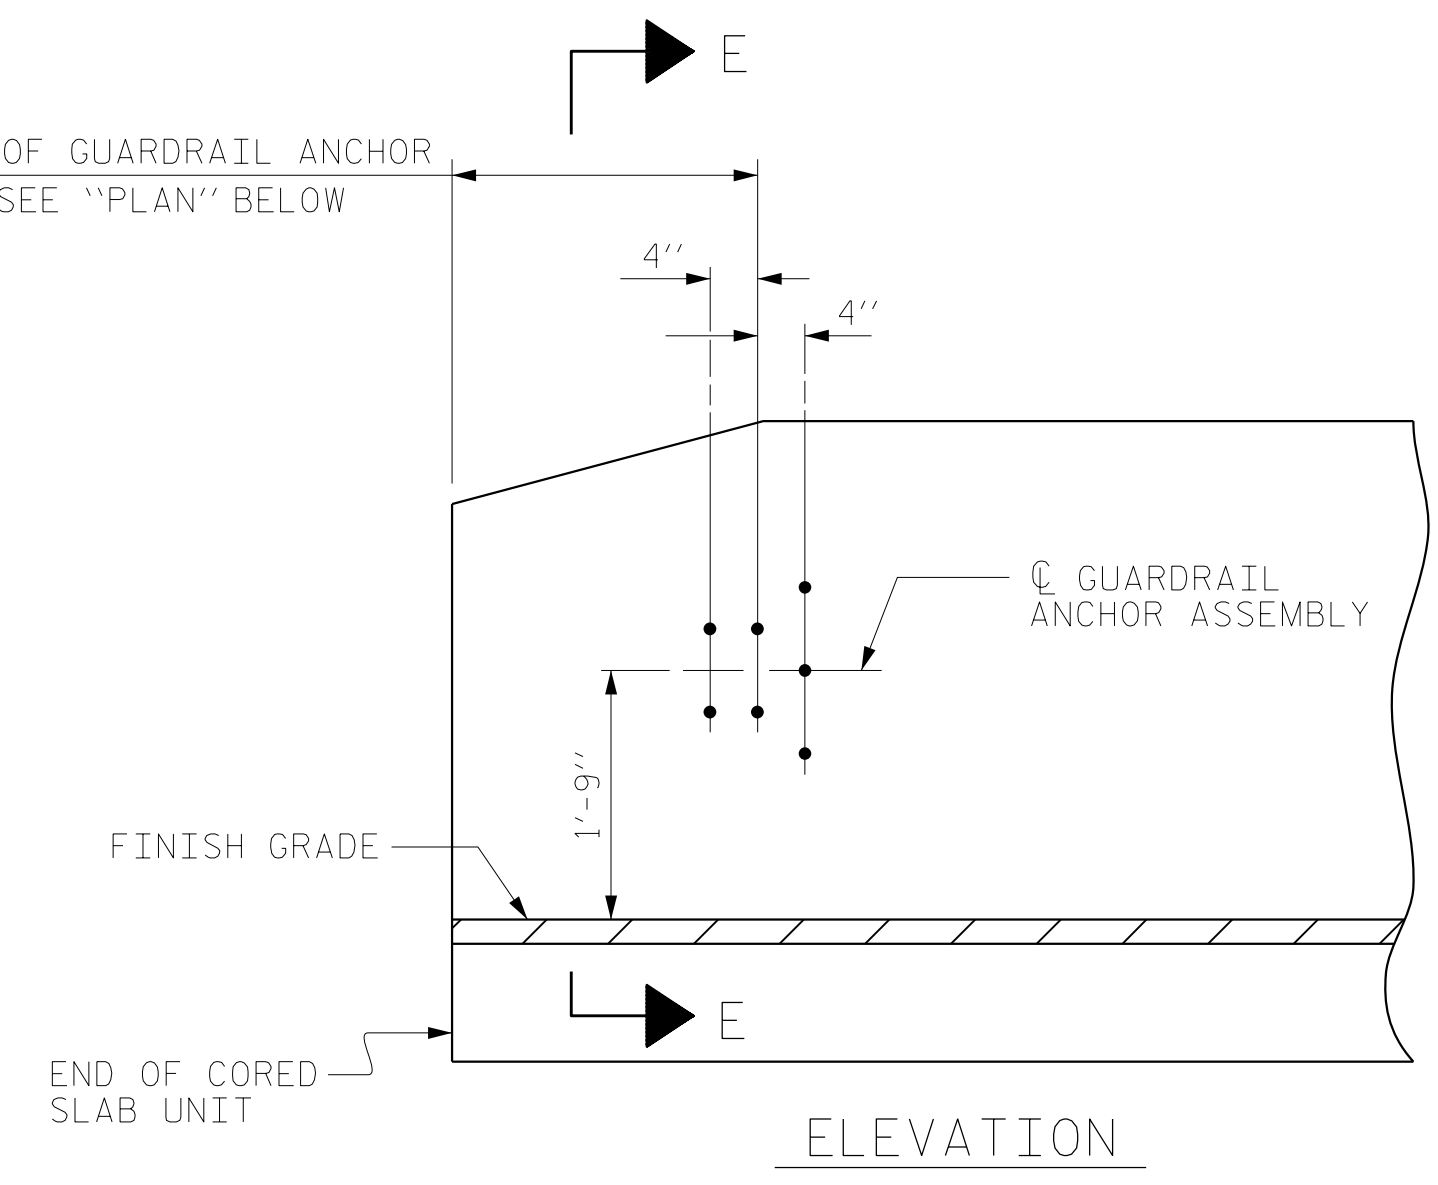 E
OF GUARDRAIL ANCHOR
SEE "PLAN" BELOW
4"
4"
℄ GUARDRAIL
ANCHOR ASSEMBLY
1'-9"
FINISH GRADE
E
END OF CORED
SLAB UNIT
ELEVATION